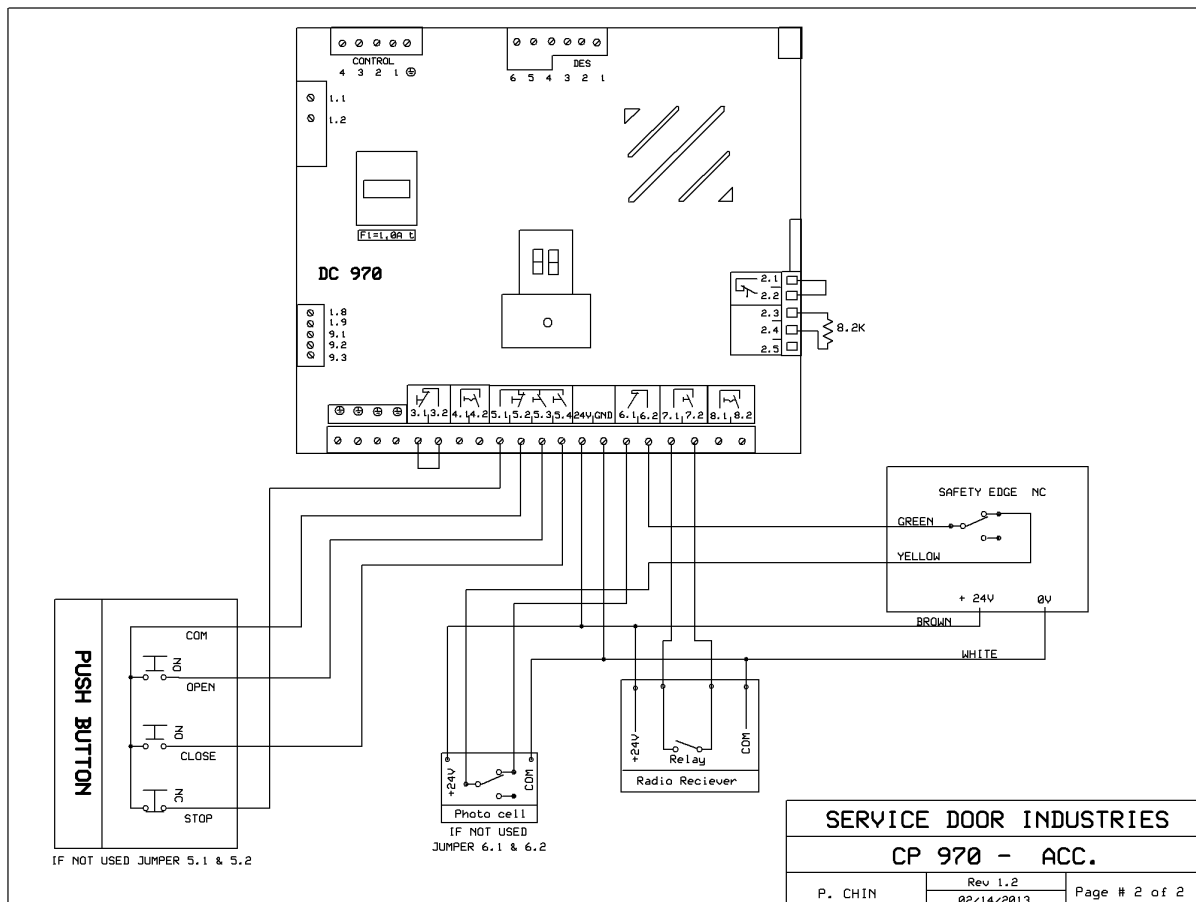 CONTROL
4 3 2 1
DES
6 5 4 3 2 1
1.1
1.2
F1=1,0A t
DC 970
2.1
2.2
2.3
2.4
2.5
8.2K
1.8
1.9
9.1
9.2
9.3
3.1 3.2 4.1 4.2 5.1 5.2 5.3 5.4 24V GND 6.1 6.2 7.1 7.2 8.1 8.2
SAFETY EDGE NC
GREEN
YELLOW
+ 24V 0V
BROWN
WHITE
PUSH BUTTON
COM
NO
OPEN
NO
CLOSE
NC
STOP
IF NOT USED JUMPER 5.1 & 5.2
+24V
COM
Photo cell
IF NOT USED
JUMPER 6.1 & 6.2
+24V
COM
Relay
Radio Reciever
SERVICE DOOR INDUSTRIES
CP 970 - ACC.
P. CHIN
Rev 1.2
02/14/2013
Page # 2 of 2